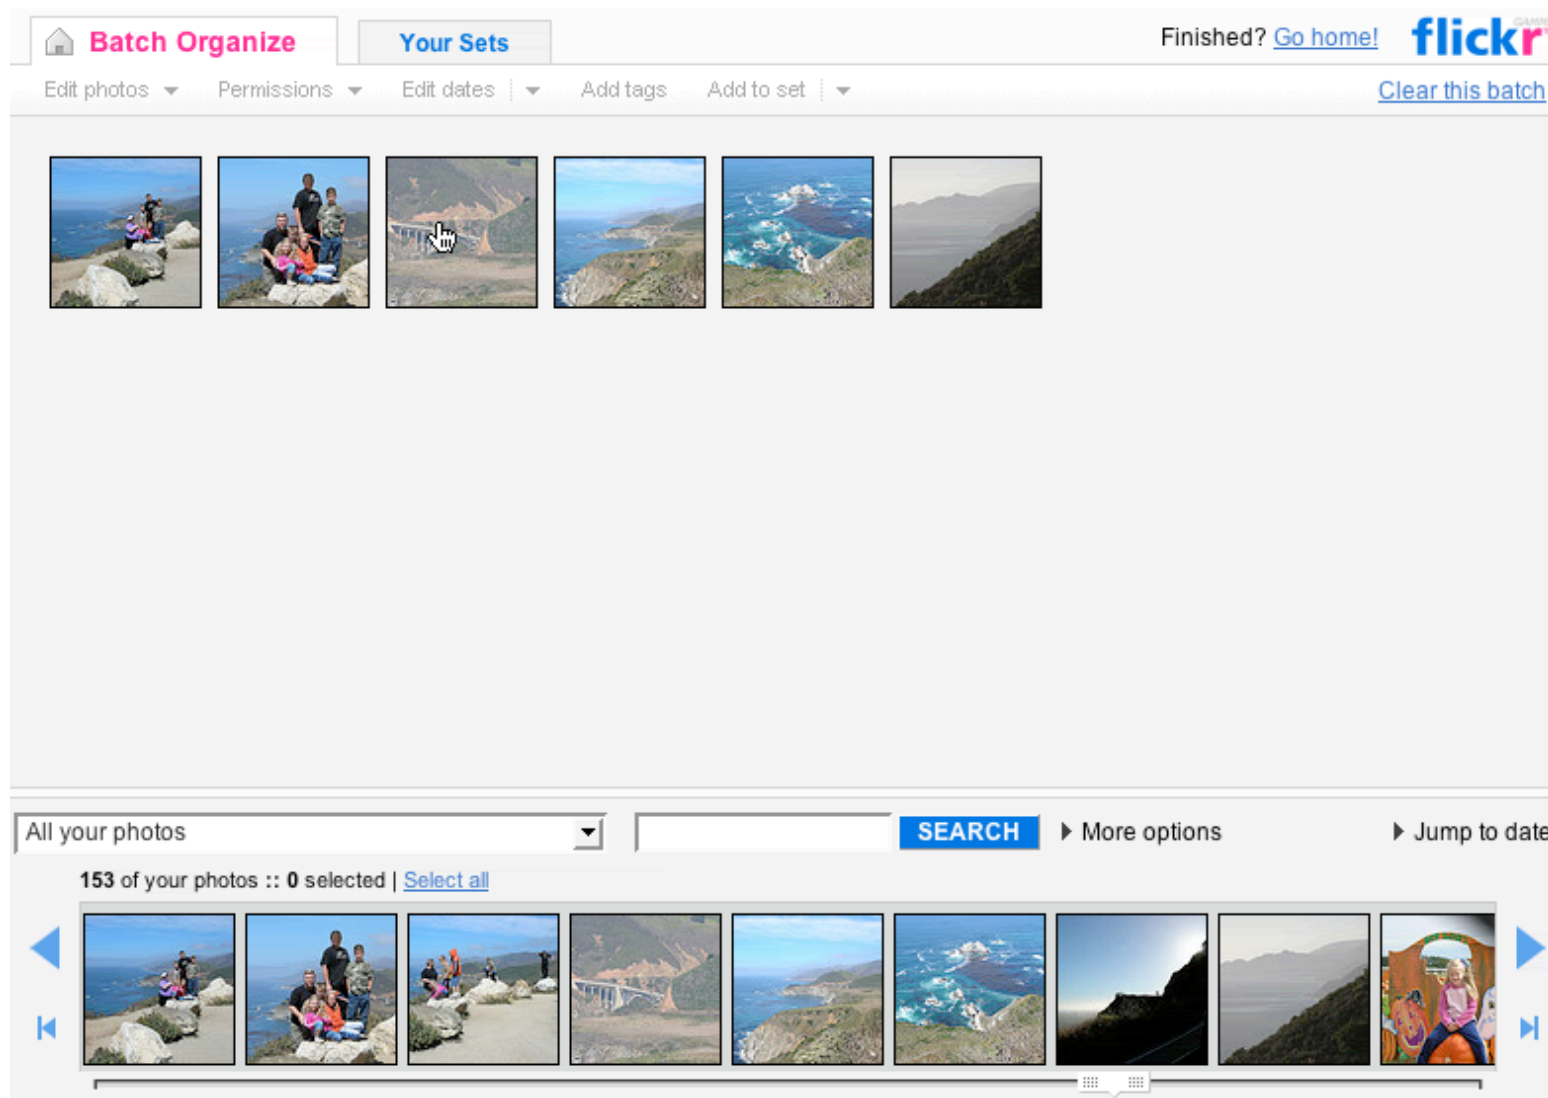 Batch Organize
Your Sets
Finished? Go home!
flickr
GAMMA
Edit photos
Permissions
Edit dates
Add tags
Add to set
Clear this batch
All your photos
SEARCH
More options
Jump to date
153 of your photos :: 0 selected | Select all